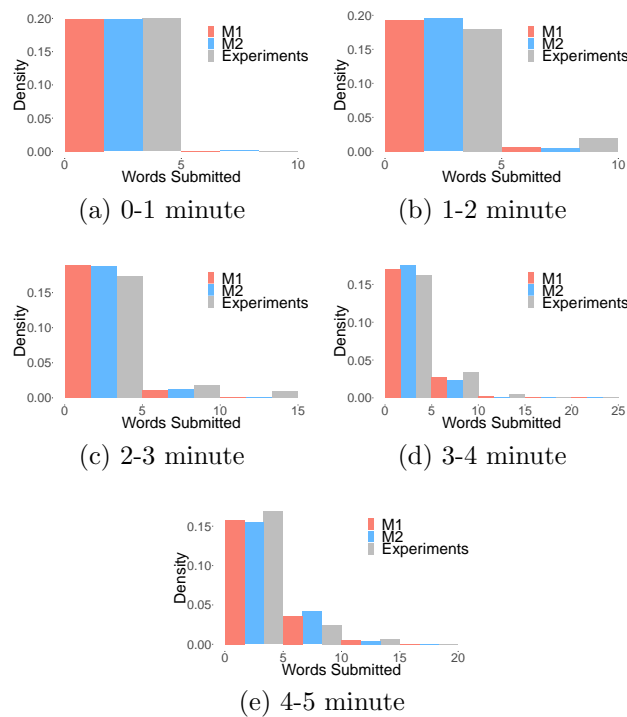 0.20
0.15
0.10
0.05
0.00
Density
M1
M2
Experiments
0
5
10
Words Submitted
(a) 0-1 minute
0.20
0.15
0.10
0.05
0.00
Density
M1
M2
Experiments
0
5
10
Words Submitted
(b) 1-2 minute
0.15
0.10
0.05
0.00
Density
M1
M2
Experiments
0
5
10
15
Words Submitted
(c) 2-3 minute
0.15
0.10
0.05
0.00
Density
M1
M2
Experiments
0
5
10
15
20
25
Words Submitted
(d) 3-4 minute
0.15
0.10
0.05
0.00
Density
M1
M2
Experiments
0
5
10
15
20
Words Submitted
(e) 4-5 minute